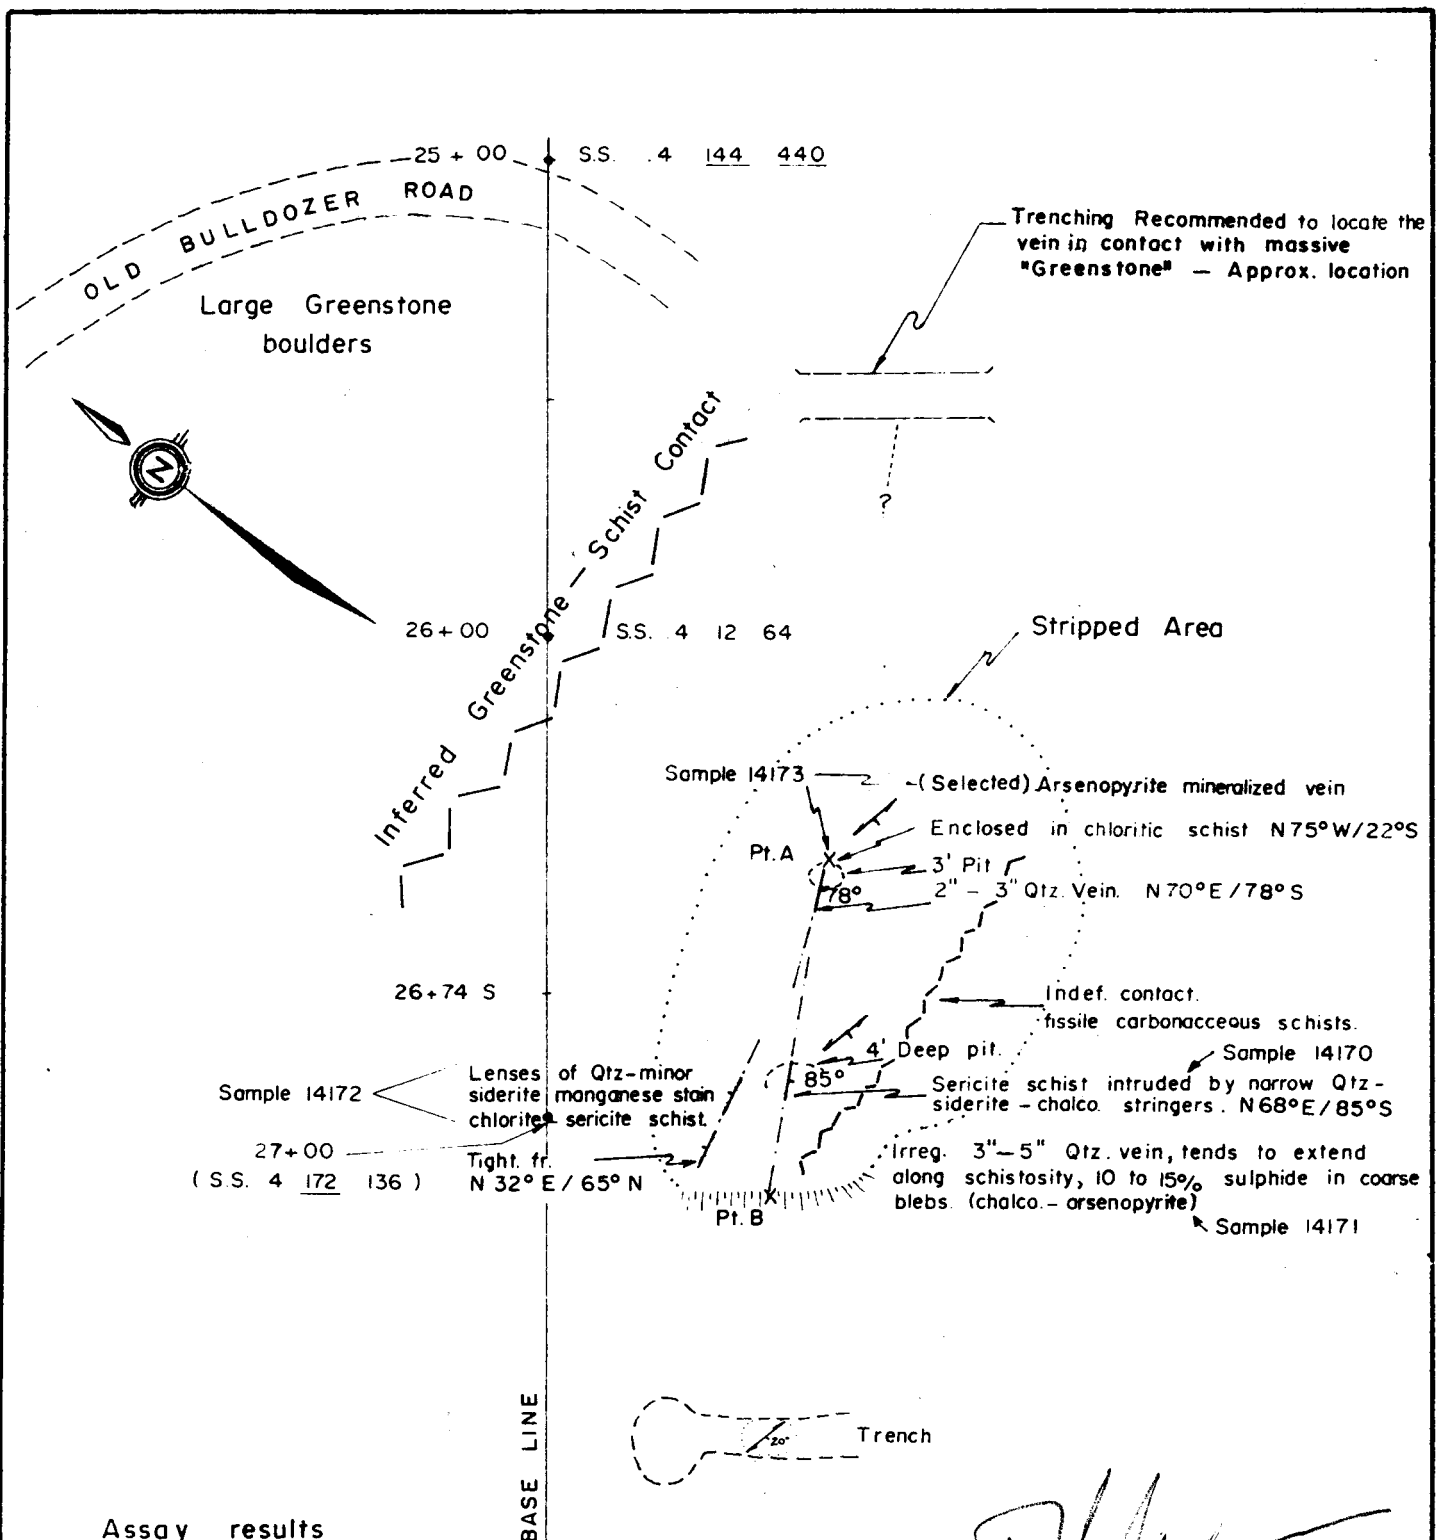 25 + 00 S.S. .4 144 440
OLD BULLDOZER ROAD
Large Greenstone
boulders
Trenching Recommended to locate the
vein in contact with massive
"Greenstone" — Approx. location
?
N
Inferred Greenstone — Schist Contact
26+00 S.S. 4 12 64
Stripped Area
Sample 14173
(Selected) Arsenopyrite mineralized vein
Enclosed in chloritic schist N75°W/22°S
Pt. A
3' Pit
78°
2" - 3" Qtz. Vein. N70°E/78°S
26+74 S
Indef. contact.
fissile carbonacceous schists.
4' Deep pit.
85°
Sample 14170
Sericite schist intruded by narrow Qtz-
siderite - chalco. stringers. N68°E/85°S
Sample 14172
Lenses of Qtz-minor
siderite manganese stain
chlorite - sericite schist.
27+00
( S.S. 4 172 136 )
Tight. fr.
N 32° E / 65° N
Irreg. 3"-5" Qtz. vein, tends to extend
along schistosity, 10 to 15% sulphide in coarse
blebs. (chalco. - arsenopyrite)
Sample 14171
Pt. B
Trench
20°
BASE LINE
Assay results